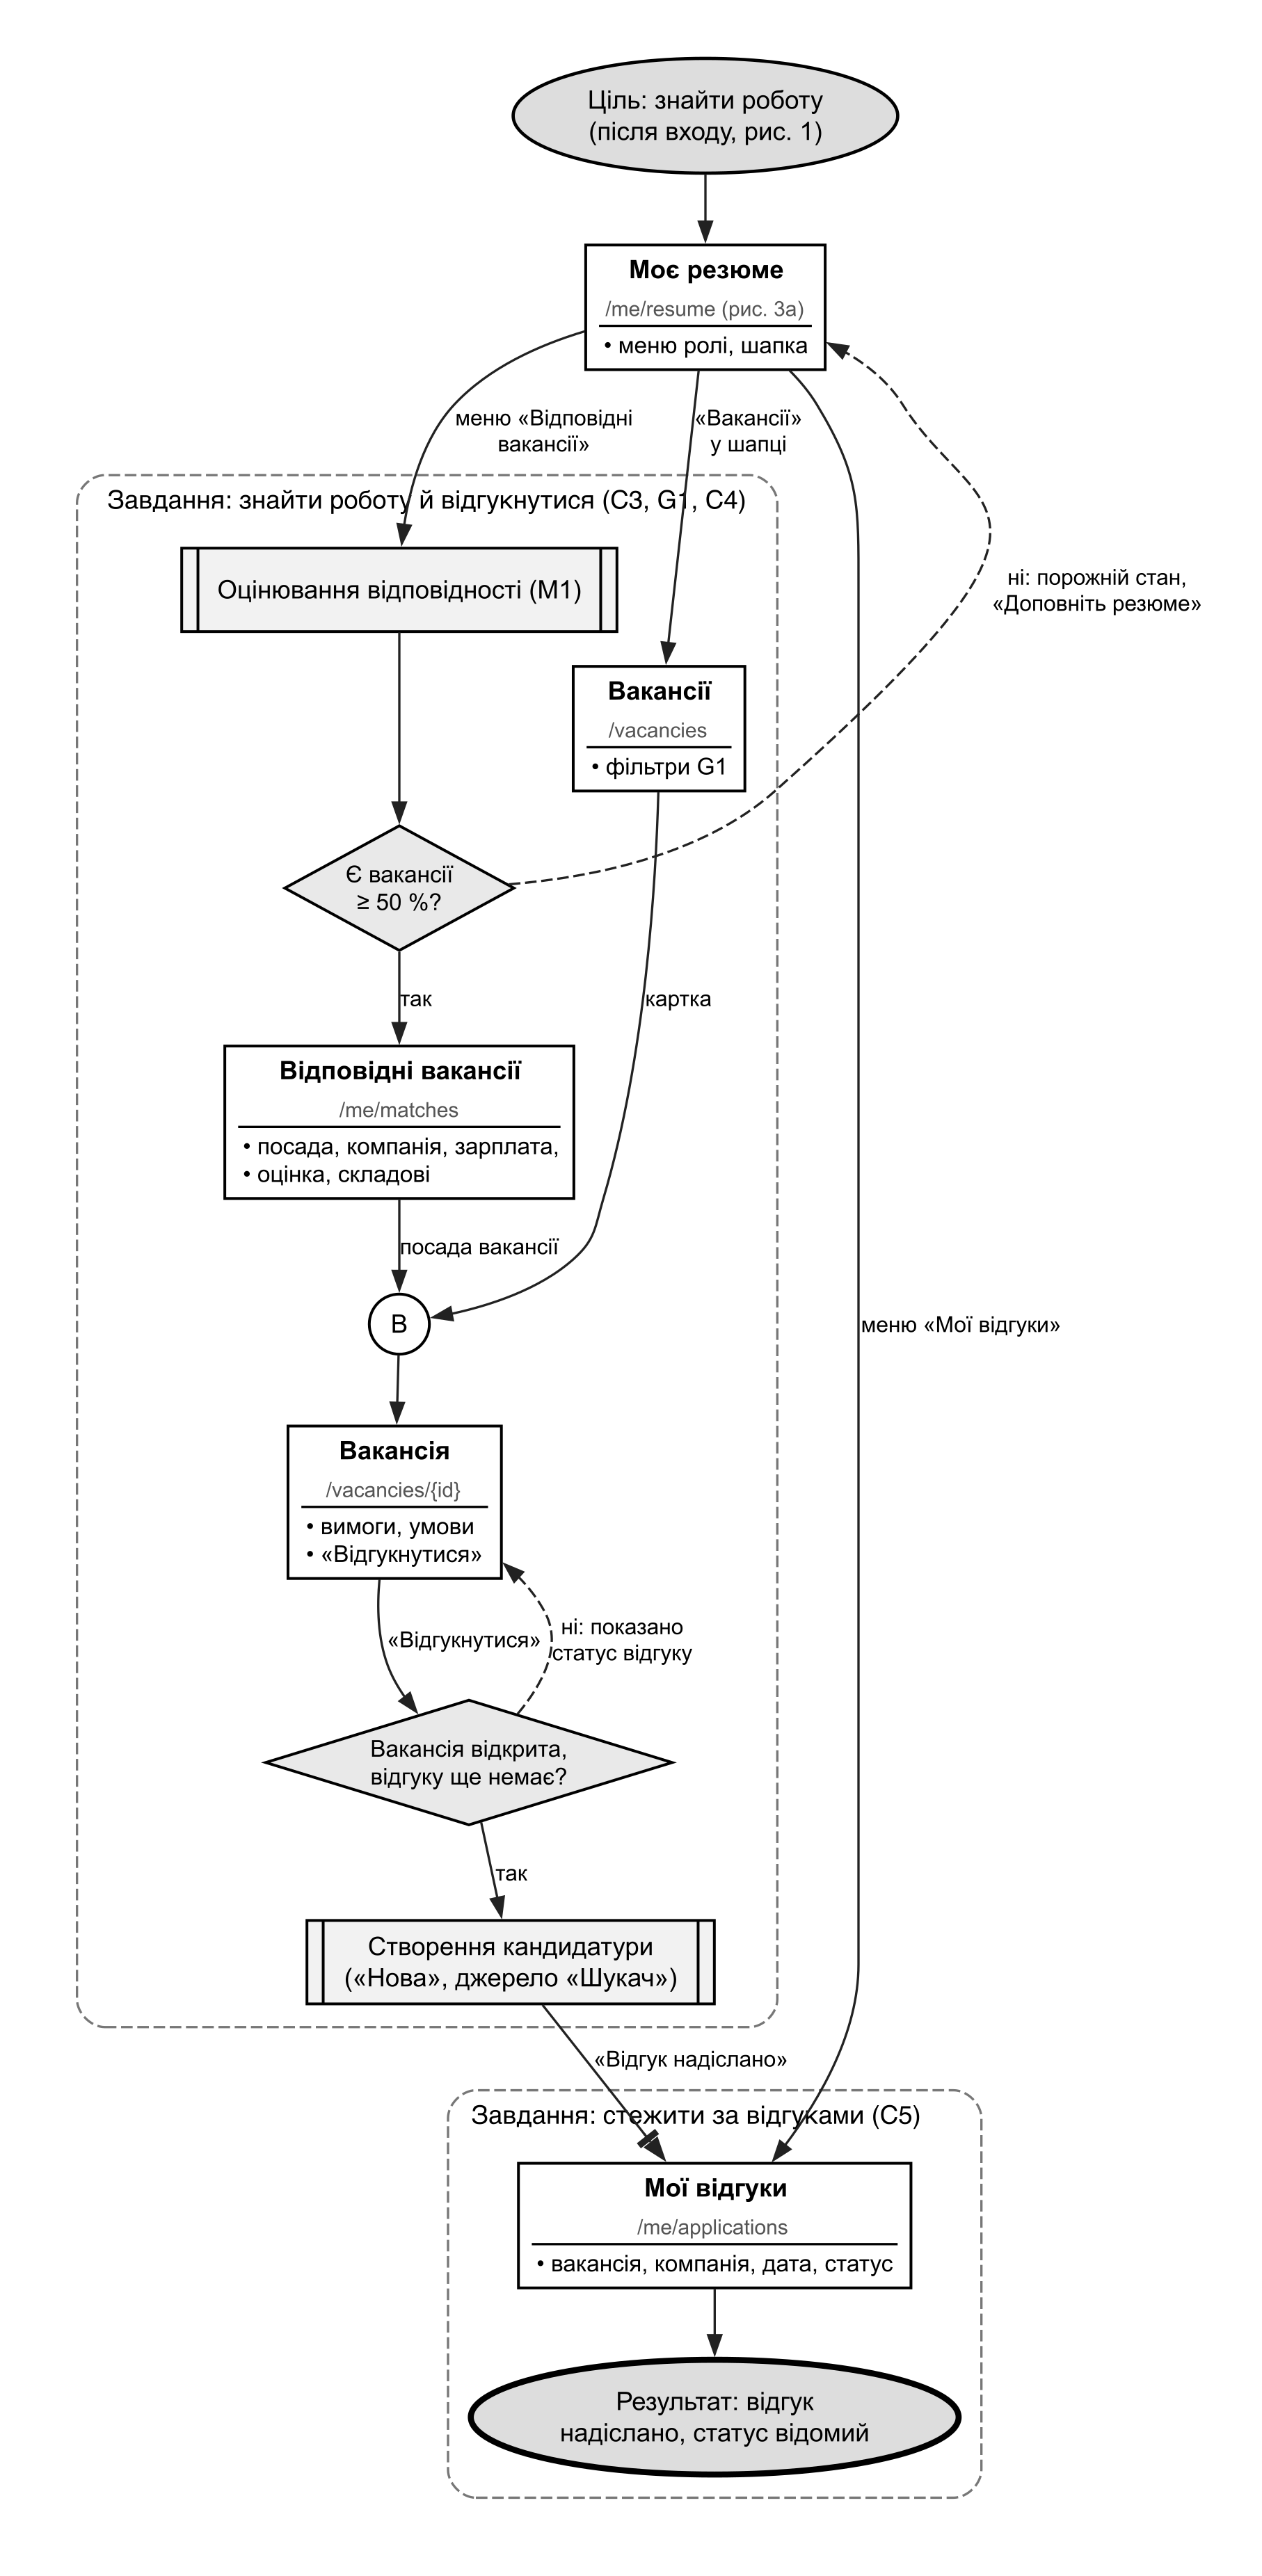 Ціль: знайти роботу
(після входу, рис. 1)
Моє резюме
/me/resume (рис. 3а)
• меню ролі, шапка
меню «Відповідні
вакансії»
«Вакансії»
у шапці
Завдання: знайти роботу й відгукнутися (С3, G1, С4)
ні: порожній стан,
«Доповніть резюме»
Оцінювання відповідності (М1)
Вакансії
/vacancies
• фільтри G1
Є вакансії
≥ 50 %?
так
картка
Відповідні вакансії
/me/matches
• посада, компанія, зарплата,
• оцінка, складові
посада вакансії
В
меню «Мої відгуки»
Вакансія
/vacancies/{id}
• вимоги, умови
• «Відгукнутися»
«Відгукнутися»
ні: показано
статус відгуку
Вакансія відкрита,
відгуку ще немає?
так
Створення кандидатури
(«Нова», джерело «Шукач»)
«Відгук надіслано»
Завдання: стежити за відгуками (С5)
Мої відгуки
/me/applications
• вакансія, компанія, дата, статус
Результат: відгук
надіслано, статус відомий